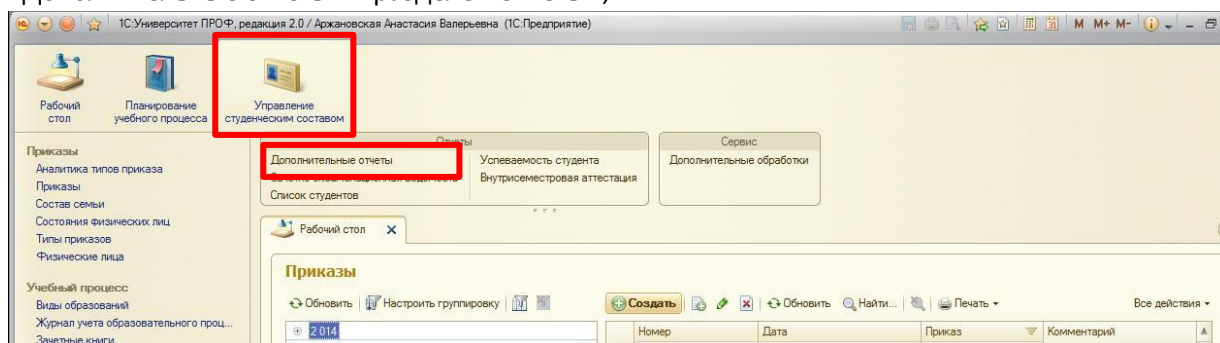 1С:Университет ПРОФ, редакция 2.0 / Аржановская Анастасия Валерьевна (1С:Предприятие)
M M+ M-
Рабочий стол
Планирование учебного процесса
Управление студенческим составом
Приказы
Аналитика типов приказа
Приказы
Состав семьи
Состояния физических лиц
Типы приказов
Физические лица
Учебный процесс
Виды образований
Журнал учета образовательного проц...
Зачетные книги
Отчеты
Дополнительные отчеты
Успеваемость студента
Внутрисеместровая аттестация
Список студентов
Сервис
Дополнительные обработки
Рабочий стол
Приказы
Обновить Настроить группировку
Создать Обновить Найти... Печать Все действия
2 014
Номер Дата Приказ Комментарий